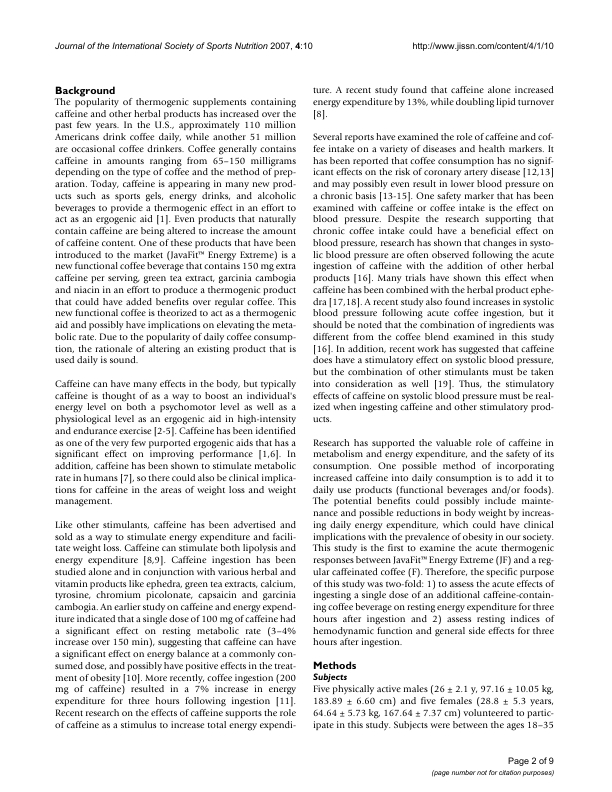 Journal of the International Society of Sports Nutrition 2007, 4:10
http://www.jissn.com/content/4/1/10
Background
The popularity of thermogenic supplements containing
caffeine and other herbal products has increased over the
past few years. In the U.S., approximately 110 million
Americans drink coffee daily, while another 51 million
are occasional coffee drinkers. Coffee generally contains
caffeine in amounts ranging from 65–150 milligrams
depending on the type of coffee and the method of prep-
aration. Today, caffeine is appearing in many new prod-
ucts such as sports gels, energy drinks, and alcoholic
beverages to provide a thermogenic effect in an effort to
act as an ergogenic aid [1]. Even products that naturally
contain caffeine are being altered to increase the amount
of caffeine content. One of these products that have been
introduced to the market (JavaFit™ Energy Extreme) is a
new functional coffee beverage that contains 150 mg extra
caffeine per serving, green tea extract, garcinia cambogia
and niacin in an effort to produce a thermogenic product
that could have added benefits over regular coffee. This
new functional coffee is theorized to act as a thermogenic
aid and possibly have implications on elevating the meta-
bolic rate. Due to the popularity of daily coffee consump-
tion, the rationale of altering an existing product that is
used daily is sound.
Caffeine can have many effects in the body, but typically
caffeine is thought of as a way to boost an individual's
energy level on both a psychomotor level as well as a
physiological level as an ergogenic aid in high-intensity
and endurance exercise [2-5]. Caffeine has been identified
as one of the very few purported ergogenic aids that has a
significant effect on improving performance [1,6]. In
addition, caffeine has been shown to stimulate metabolic
rate in humans [7], so there could also be clinical implica-
tions for caffeine in the areas of weight loss and weight
management.
Like other stimulants, caffeine has been advertised and
sold as a way to stimulate energy expenditure and facili-
tate weight loss. Caffeine can stimulate both lipolysis and
energy expenditure [8,9]. Caffeine ingestion has been
studied alone and in conjunction with various herbal and
vitamin products like ephedra, green tea extracts, calcium,
tyrosine, chromium picolonate, capsaicin and garcinia
cambogia. An earlier study on caffeine and energy expend-
iture indicated that a single dose of 100 mg of caffeine had
a significant effect on resting metabolic rate (3–4%
increase over 150 min), suggesting that caffeine can have
a significant effect on energy balance at a commonly con-
sumed dose, and possibly have positive effects in the treat-
ment of obesity [10]. More recently, coffee ingestion (200
mg of caffeine) resulted in a 7% increase in energy
expenditure for three hours following ingestion [11].
Recent research on the effects of caffeine supports the role
of caffeine as a stimulus to increase total energy expendi-
ture. A recent study found that caffeine alone increased
energy expenditure by 13%, while doubling lipid turnover
[8].
Several reports have examined the role of caffeine and cof-
fee intake on a variety of diseases and health markers. It
has been reported that coffee consumption has no signif-
icant effects on the risk of coronary artery disease [12,13]
and may possibly even result in lower blood pressure on
a chronic basis [13-15]. One safety marker that has been
examined with caffeine or coffee intake is the effect on
blood pressure. Despite the research supporting that
chronic coffee intake could have a beneficial effect on
blood pressure, research has shown that changes in systo-
lic blood pressure are often observed following the acute
ingestion of caffeine with the addition of other herbal
products [16]. Many trials have shown this effect when
caffeine has been combined with the herbal product ephe-
dra [17,18]. A recent study also found increases in systolic
blood pressure following acute coffee ingestion, but it
should be noted that the combination of ingredients was
different from the coffee blend examined in this study
[16]. In addition, recent work has suggested that caffeine
does have a stimulatory effect on systolic blood pressure,
but the combination of other stimulants must be taken
into consideration as well [19]. Thus, the stimulatory
effects of caffeine on systolic blood pressure must be real-
ized when ingesting caffeine and other stimulatory prod-
ucts.
Research has supported the valuable role of caffeine in
metabolism and energy expenditure, and the safety of its
consumption. One possible method of incorporating
increased caffeine into daily consumption is to add it to
daily use products (functional beverages and/or foods).
The potential benefits could possibly include mainte-
nance and possible reductions in body weight by increas-
ing daily energy expenditure, which could have clinical
implications with the prevalence of obesity in our society.
This study is the first to examine the acute thermogenic
responses between JavaFit™ Energy Extreme (JF) and a reg-
ular caffeinated coffee (F). Therefore, the specific purpose
of this study was two-fold: 1) to assess the acute effects of
ingesting a single dose of an additional caffeine-contain-
ing coffee beverage on resting energy expenditure for three
hours after ingestion and 2) assess resting indices of
hemodynamic function and general side effects for three
hours after ingestion.
Methods
Subjects
Five physically active males (26 ± 2.1 y, 97.16 ± 10.05 kg,
183.89 ± 6.60 cm) and five females (28.8 ± 5.3 years,
64.64 ± 5.73 kg, 167.64 ± 7.37 cm) volunteered to partic-
ipate in this study. Subjects were between the ages 18–35
Page 2 of 9
(page number not for citation purposes)